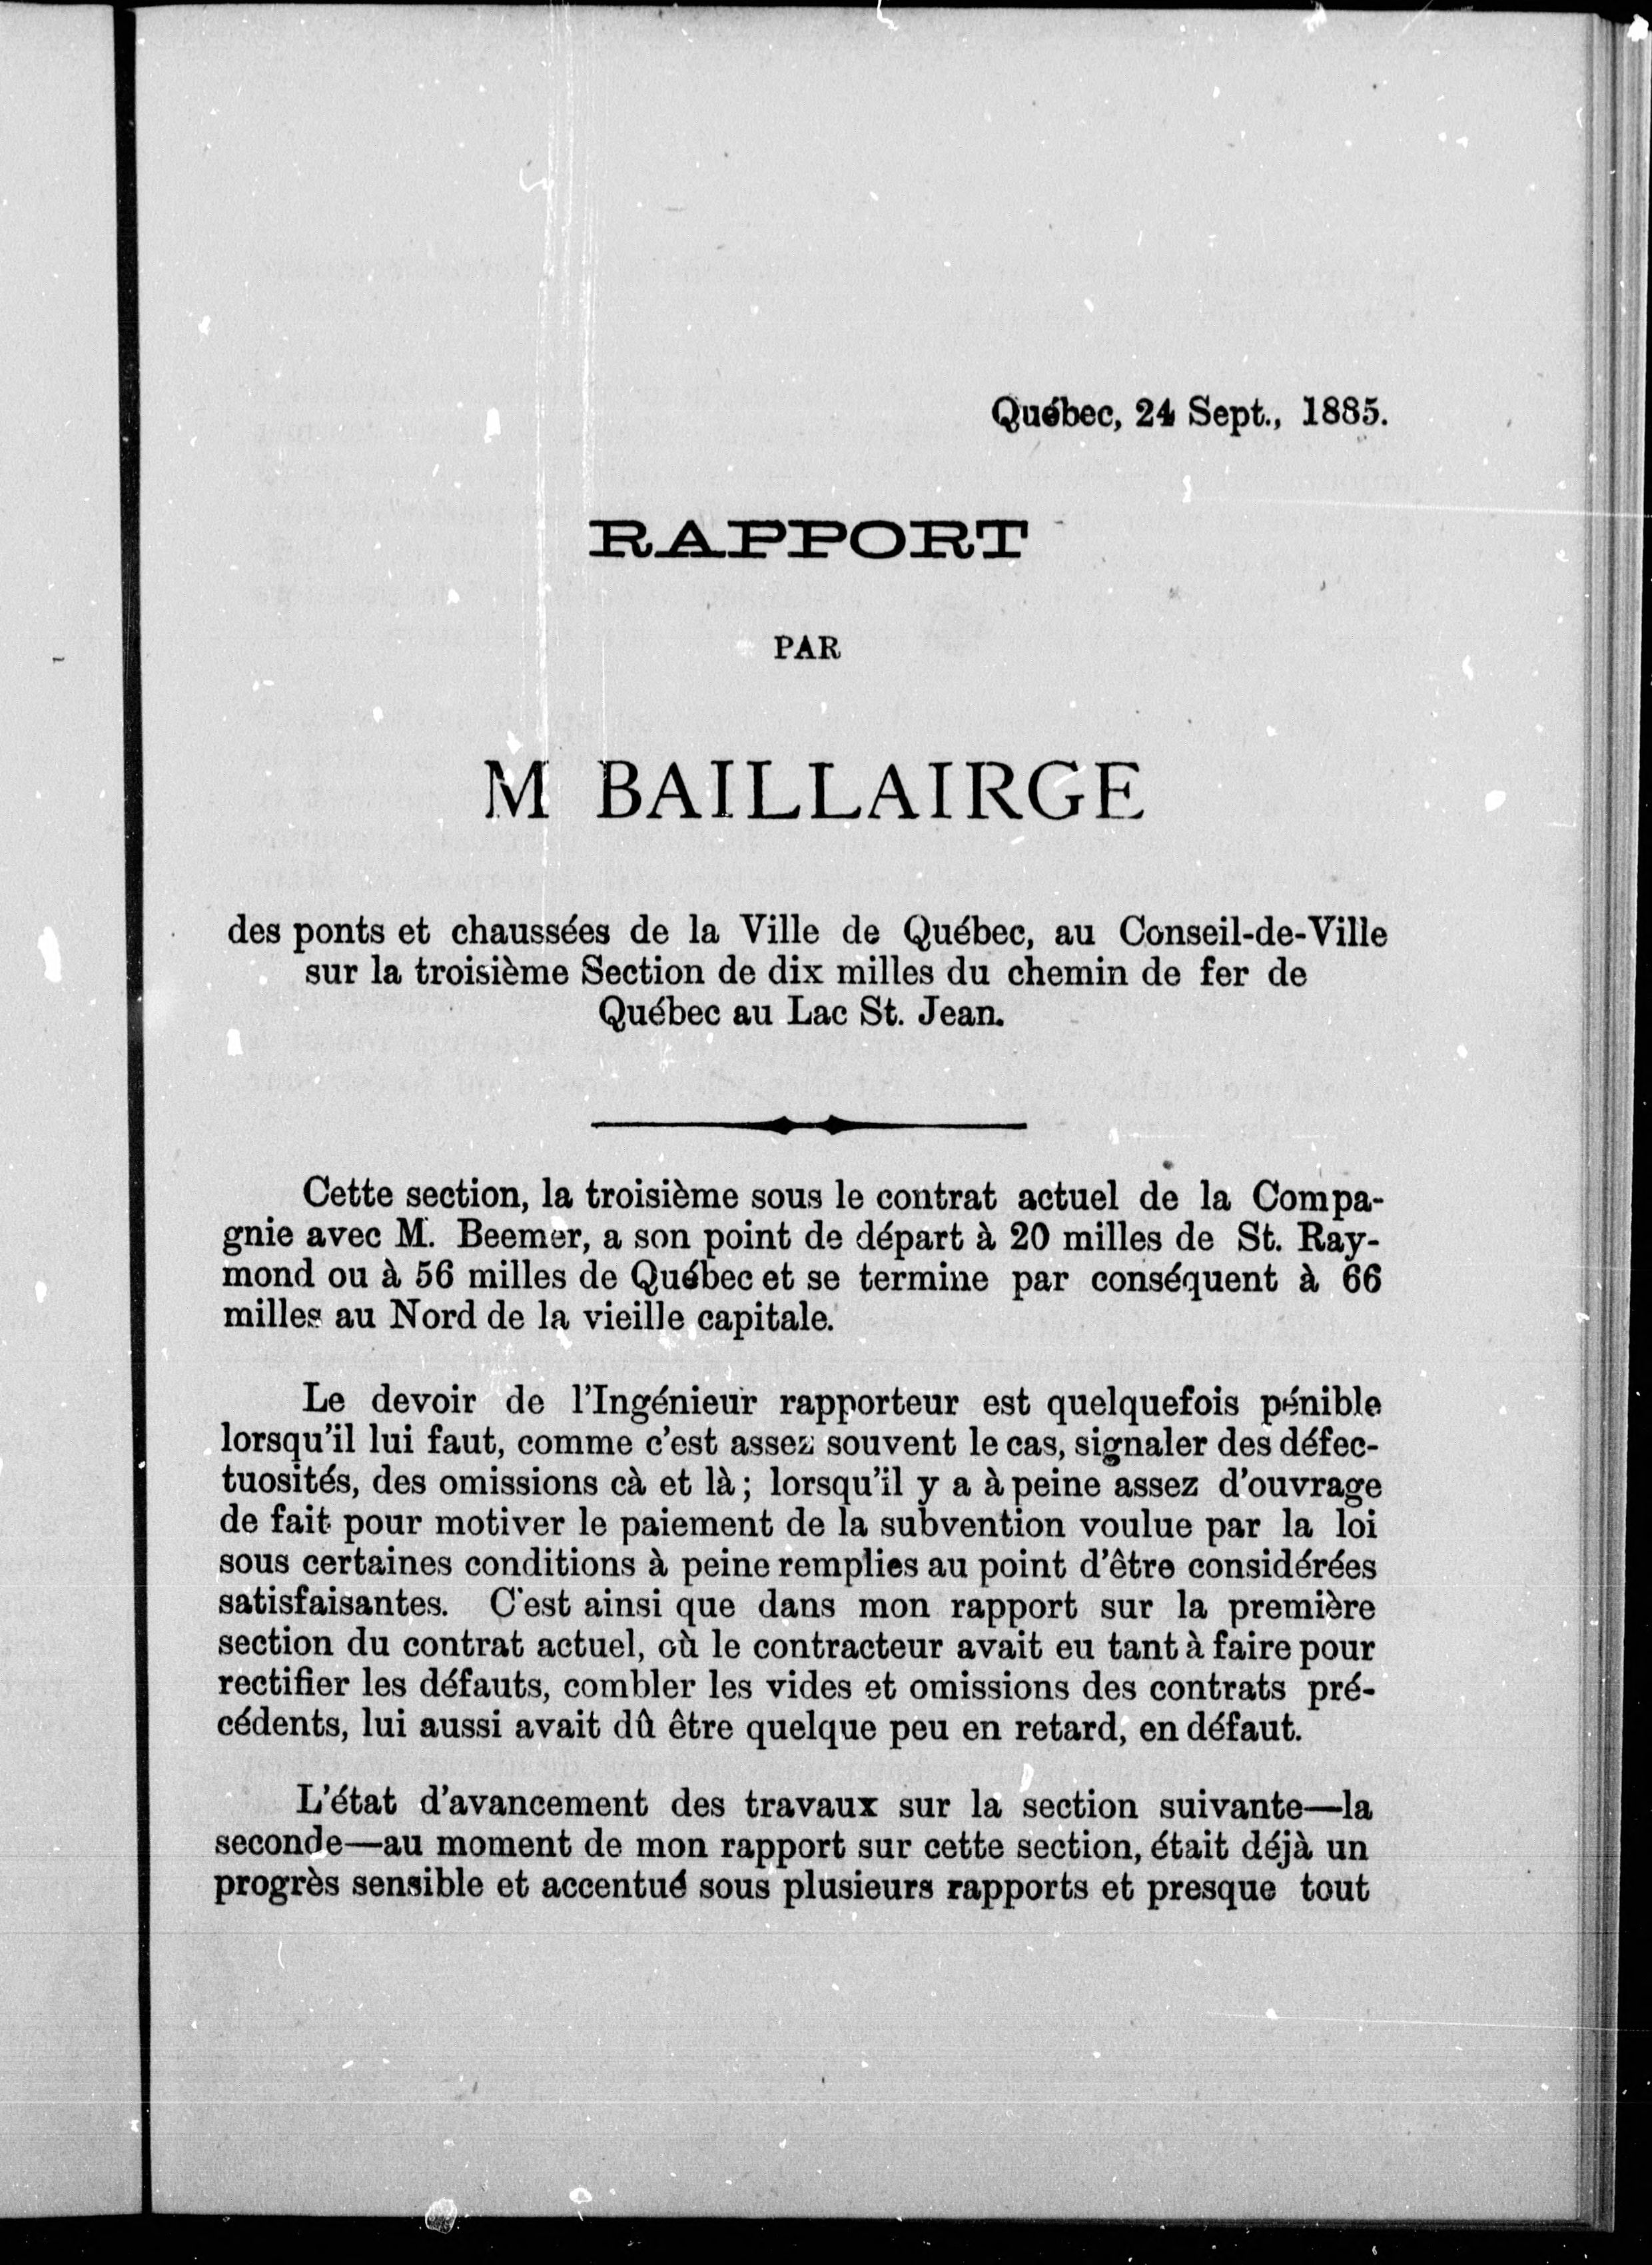 Québec, 24 Sept., 1885.
RAPPORT
PAR
M BAILLAIRGE
des ponts et chaussées de la Ville de Québec, au Conseil-de-Ville
sur la troisième Section de dix milles du chemin de fer de
Québec au Lac St. Jean.
Cette section, la troisième sous le contrat actuel de la Compa-
gnie avec M. Beemer, a son point de départ à 20 milles de St. Ray-
mond ou à 56 milles de Québec et se termine par conséquent à 66
milles au Nord de la vieille capitale.
Le devoir de l'Ingénieur rapporteur est quelquefois pénible
lorsqu'il lui faut, comme c'est assez souvent le cas, signaler des défec-
tuosités, des omissions cà et là; lorsqu'il y a à peine assez d'ouvrage
de fait pour motiver le paiement de la subvention voulue par la loi
sous certaines conditions à peine remplies au point d'être considérées
satisfaisantes. C'est ainsi que dans mon rapport sur la première
section du contrat actuel, où le contracteur avait eu tant à faire pour
rectifier les défauts, combler les vides et omissions des contrats pré-
cédents, lui aussi avait dû être quelque peu en retard, en défaut.
L'état d'avancement des travaux sur la section suivante—la
seconde—au moment de mon rapport sur cette section, était déjà un
progrès sensible et accentué sous plusieurs rapports et presque tout